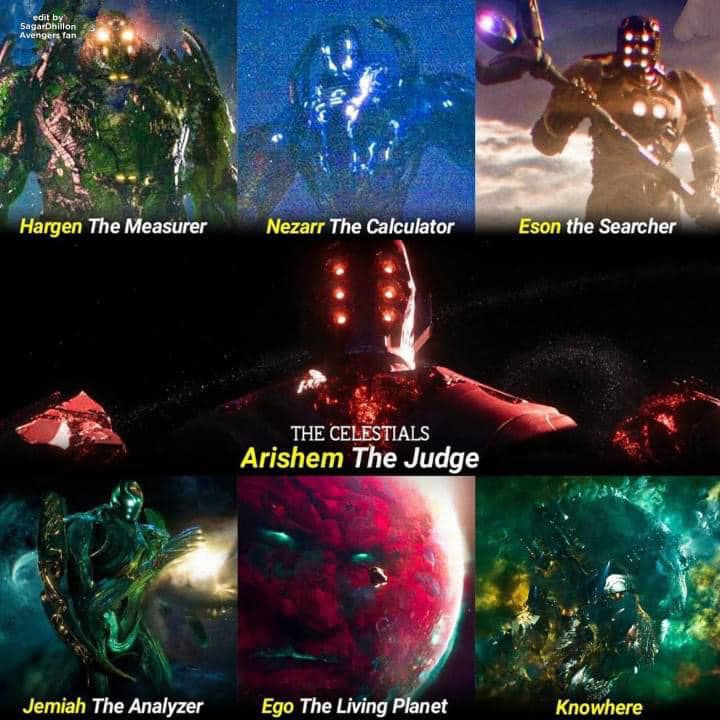 edit by
SagarDhillon
Avengers fan
Hargen The Measurer
Nezarr The Calculator
Eson the Searcher
THE CELESTIALS
Arishem The Judge
Jemiah The Analyzer
Ego The Living Planet
Knowhere